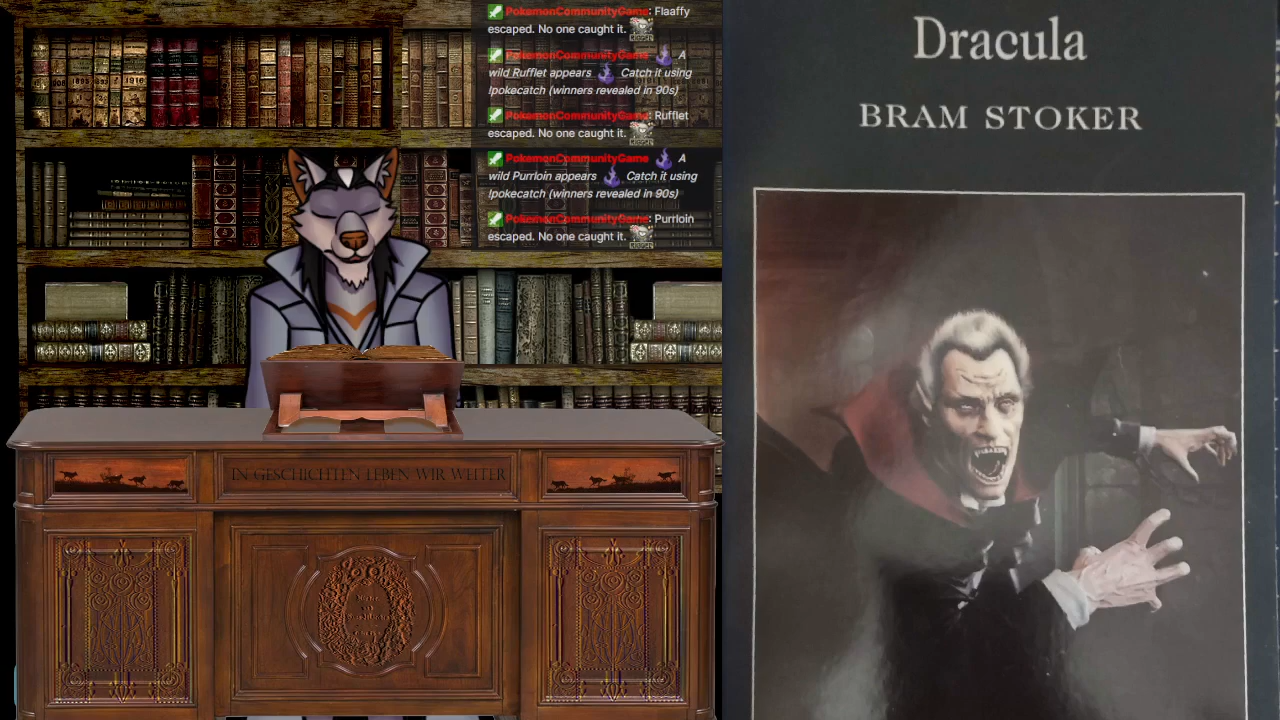 PokemonCommunityGame: Flaaffy
escaped. No one caught it.
PokemonCommunityGame A
wild Rufflet appears Catch it using
!pokecatch (winners revealed in 90s)
PokemonCommunityGame: Rufflet
escaped. No one caught it.
PokemonCommunityGame A
wild Purrloin appears Catch it using
!pokecatch (winners revealed in 90s)
PokemonCommunityGame: Purrloin
escaped. No one caught it.
IN GESCHICHTEN LEBEN WIR WEITER
Dracula
BRAM STOKER